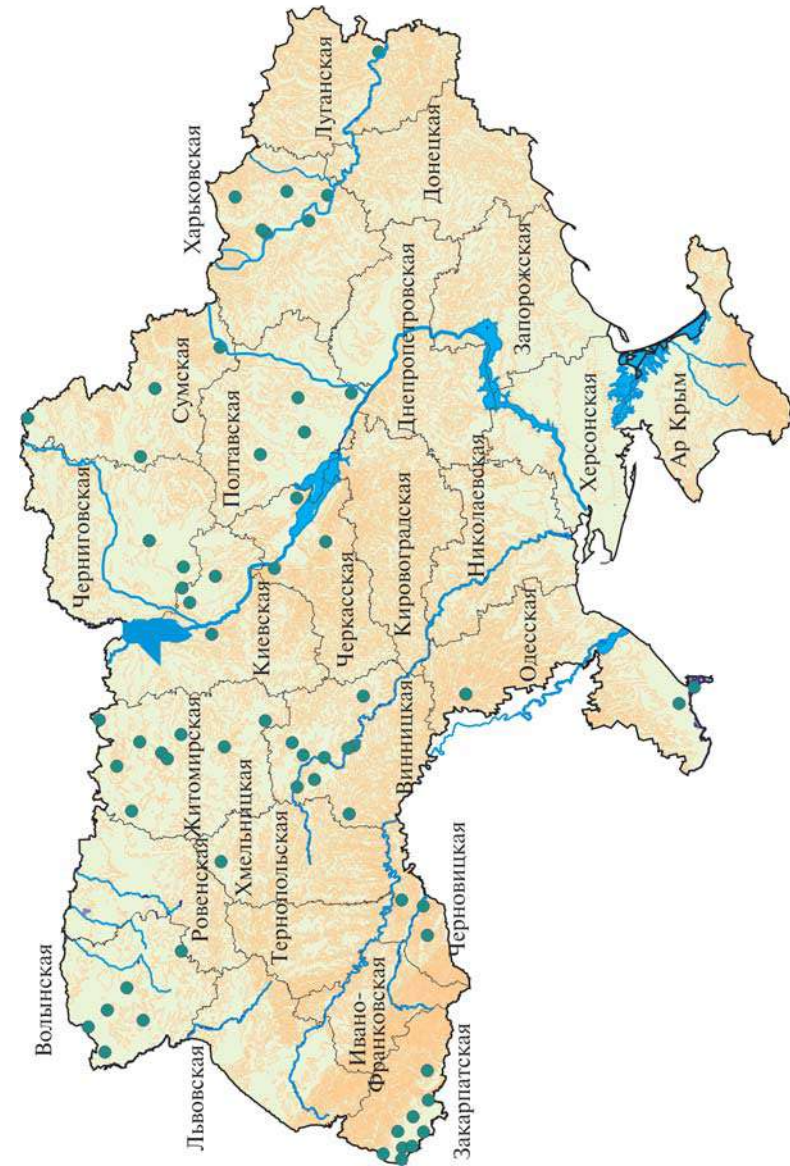 Волынская
Ровенская
Житомирская
Черниговская
Сумская
Харьковская
Луганская
Львовская
Тернопольская
Хмельницкая
Киевская
Полтавская
Ивано-
Франковская
Закарпатская
Черновицкая
Винницкая
Черкасская
Кировоградская
Днепропетровская
Донецкая
Одесская
Николаевская
Запорожская
Херсонская
Ар Крым